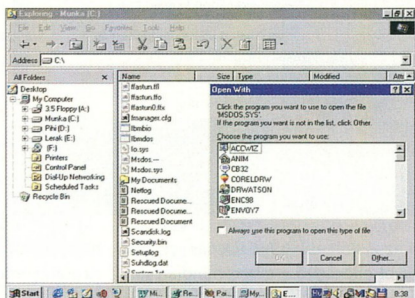 Exploring - Munka (C:)
File Edit View Go Favorites Tools Help
Address C:\
All Folders
Desktop
My Computer
3.5 Floppy (A:)
Munka (C:)
Pihi (D:)
Lerak (E:)
(F:)
Printers
Control Panel
Dial-Up Networking
Scheduled Tasks
Recycle Bin
Name Size Type Modified
ffastun.ffl
ffastun.ffo
ffastun0.ffx
ffmanager.cfg
Ibmbio
Ibmdos
Io.sys
Msdos.---
Msdos.sys
My Documents
Netlog
Rescued Docume...
Rescued Docume...
Rescued Document
Scandisk.log
Security.bin
Setuplog
Suhdlog.dat
Open With
Click the program you want to use to open the file
'MSDOS.SYS'.
If the program you want is not in the list, click Other.
Choose the program you want to use:
ACCWIZ
ANIM
CB32
CORELDRW
DRWATSON
ENC98
ENVOY7
Always use this program to open this type of file
OK Cancel Other...
Start
8:38